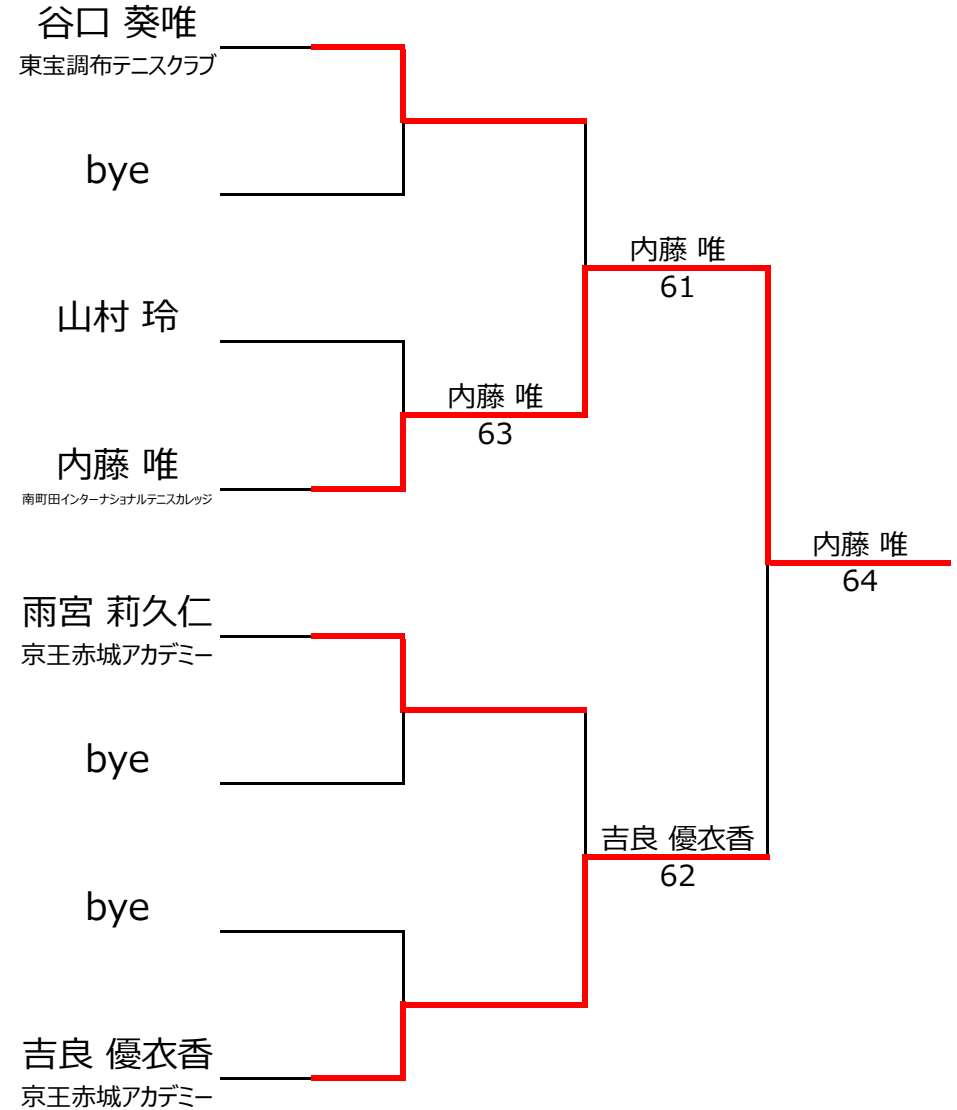 谷口 葵唯
東宝調布テニスクラブ
bye
山村 玲
内藤 唯
南町田インターナショナルテニスカレッジ
雨宮 莉久仁
京王赤城アカデミー
bye
bye
吉良 優衣香
京王赤城アカデミー
内藤 唯
63
内藤 唯
61
吉良 優衣香
62
内藤 唯
64